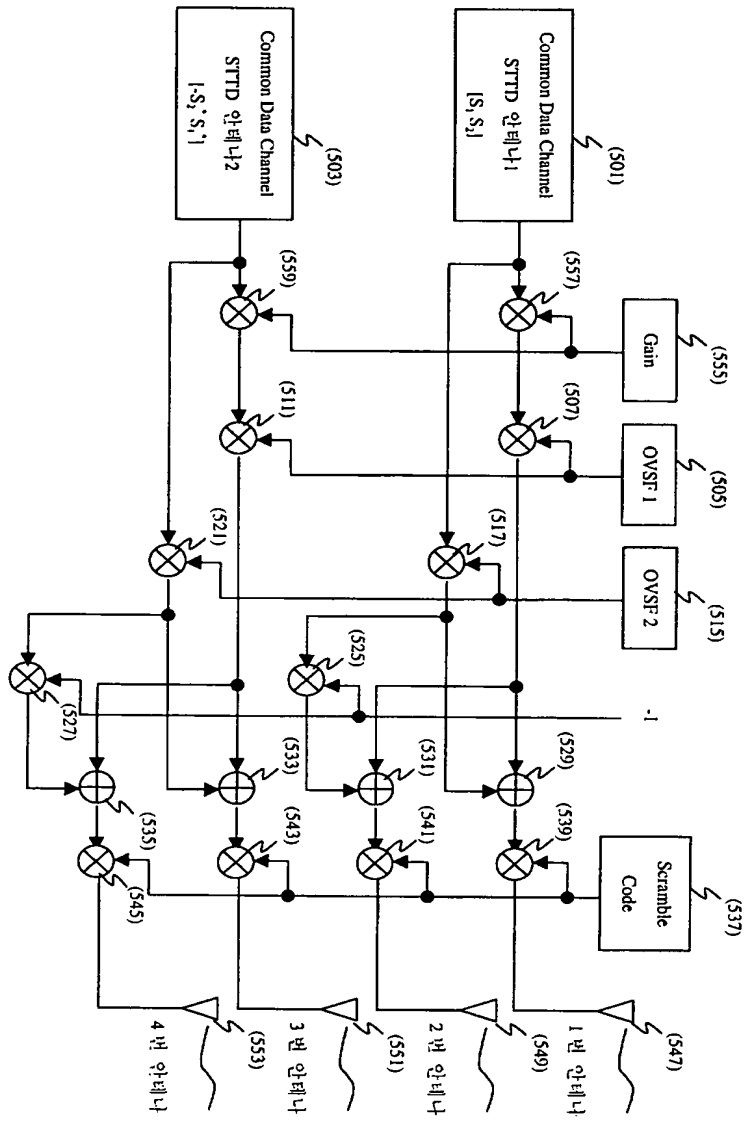 (555)
(505)
(515)
(537)
Gain
OVSF 1
OVSF 2
-1
Scramble
Code
(547)
(501)
1 번 안테나
Common Data Channel
STTD 안테나1
[S₁ S₂]
(557)
(507)
(529)
(539)
(549)
(517)
2 번 안테나
(531)
(541)
(525)
(551)
(503)
3 번 안테나
Common Data Channel
STTD 안테나2
[-S₂* S₁*]
(559)
(511)
(533)
(543)
(553)
(521)
4 번 안테나
(535)
(545)
(527)